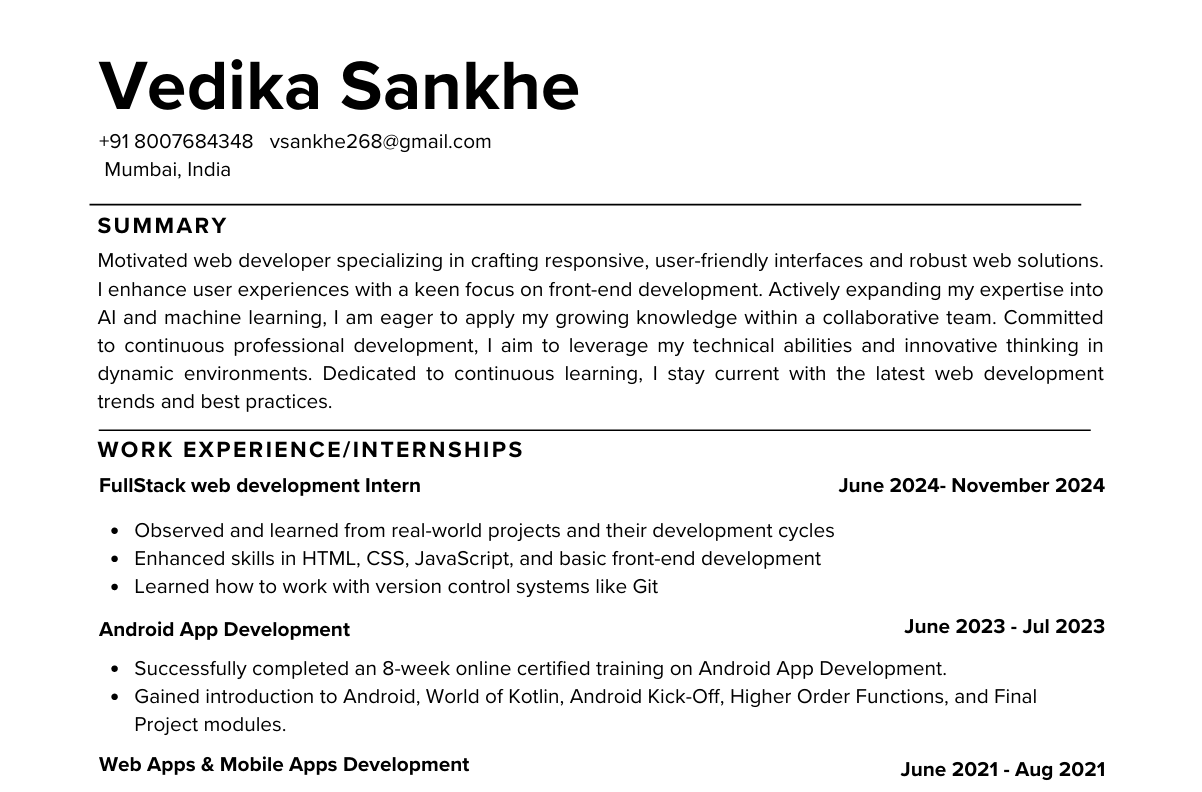 Vedika Sankhe
+91 8007684348 vsankhe268@gmail.com
Mumbai, India
SUMMARY
Motivated web developer specializing in crafting responsive, user-friendly interfaces and robust web solutions.
I enhance user experiences with a keen focus on front-end development. Actively expanding my expertise into
AI and machine learning, I am eager to apply my growing knowledge within a collaborative team. Committed
to continuous professional development, I aim to leverage my technical abilities and innovative thinking in
dynamic environments. Dedicated to continuous learning, I stay current with the latest web development
trends and best practices.
WORK EXPERIENCE/INTERNSHIPS
FullStack web development Intern June 2024- November 2024
• Observed and learned from real-world projects and their development cycles
• Enhanced skills in HTML, CSS, JavaScript, and basic front-end development
• Learned how to work with version control systems like Git
Android App Development June 2023 - Jul 2023
• Successfully completed an 8-week online certified training on Android App Development.
• Gained introduction to Android, World of Kotlin, Android Kick-Off, Higher Order Functions, and Final
Project modules.
Web Apps & Mobile Apps Development June 2021 - Aug 2021